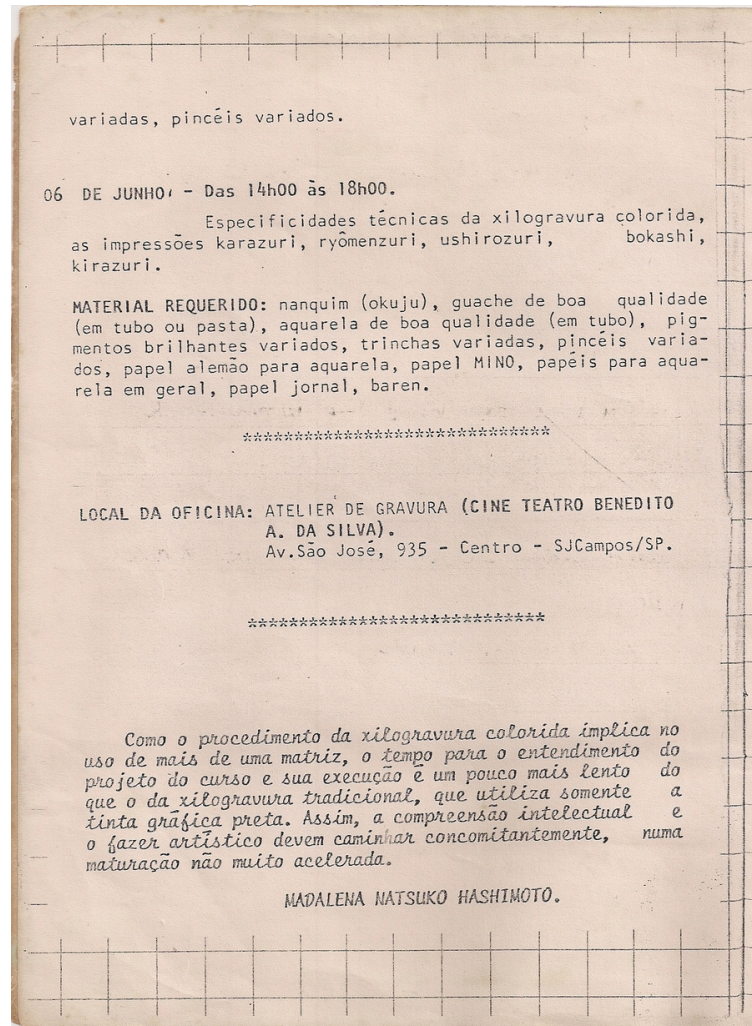 variadas, pincéis variados.
06 DE JUNHO - Das 14h00 às 18h00.
Especificidades técnicas da xilogravura colorida,
as impressões karazuri, ryômenzuri, ushirozuri, bokashi,
kirazuri.
MATERIAL REQUERIDO: nanquim (okuju), guache de boa qualidade
(em tubo ou pasta), aquarela de boa qualidade (em tubo), pig-
mentos brilhantes variados, trinchas variadas, pincéis varia-
dos, papel alemão para aquarela, papel MINO, papéis para aqua-
rela em geral, papel jornal, baren.
******************************
LOCAL DA OFICINA: ATELIER DE GRAVURA (CINE TEATRO BENEDITO
A. DA SILVA).
Av.São José, 935 - Centro - SJCampos/SP.
*****************************
Como o procedimento da xilogravura colorida implica no
uso de mais de uma matriz, o tempo para o entendimento do
projeto do curso e sua execução é um pouco mais lento do
que o da xilogravura tradicional, que utiliza somente a
tinta gráfica preta. Assim, a compreensão intelectual e
o fazer artístico devem caminhar concomitantemente, numa
maturação não muito acelerada.
MADALENA NATSUKO HASHIMOTO.